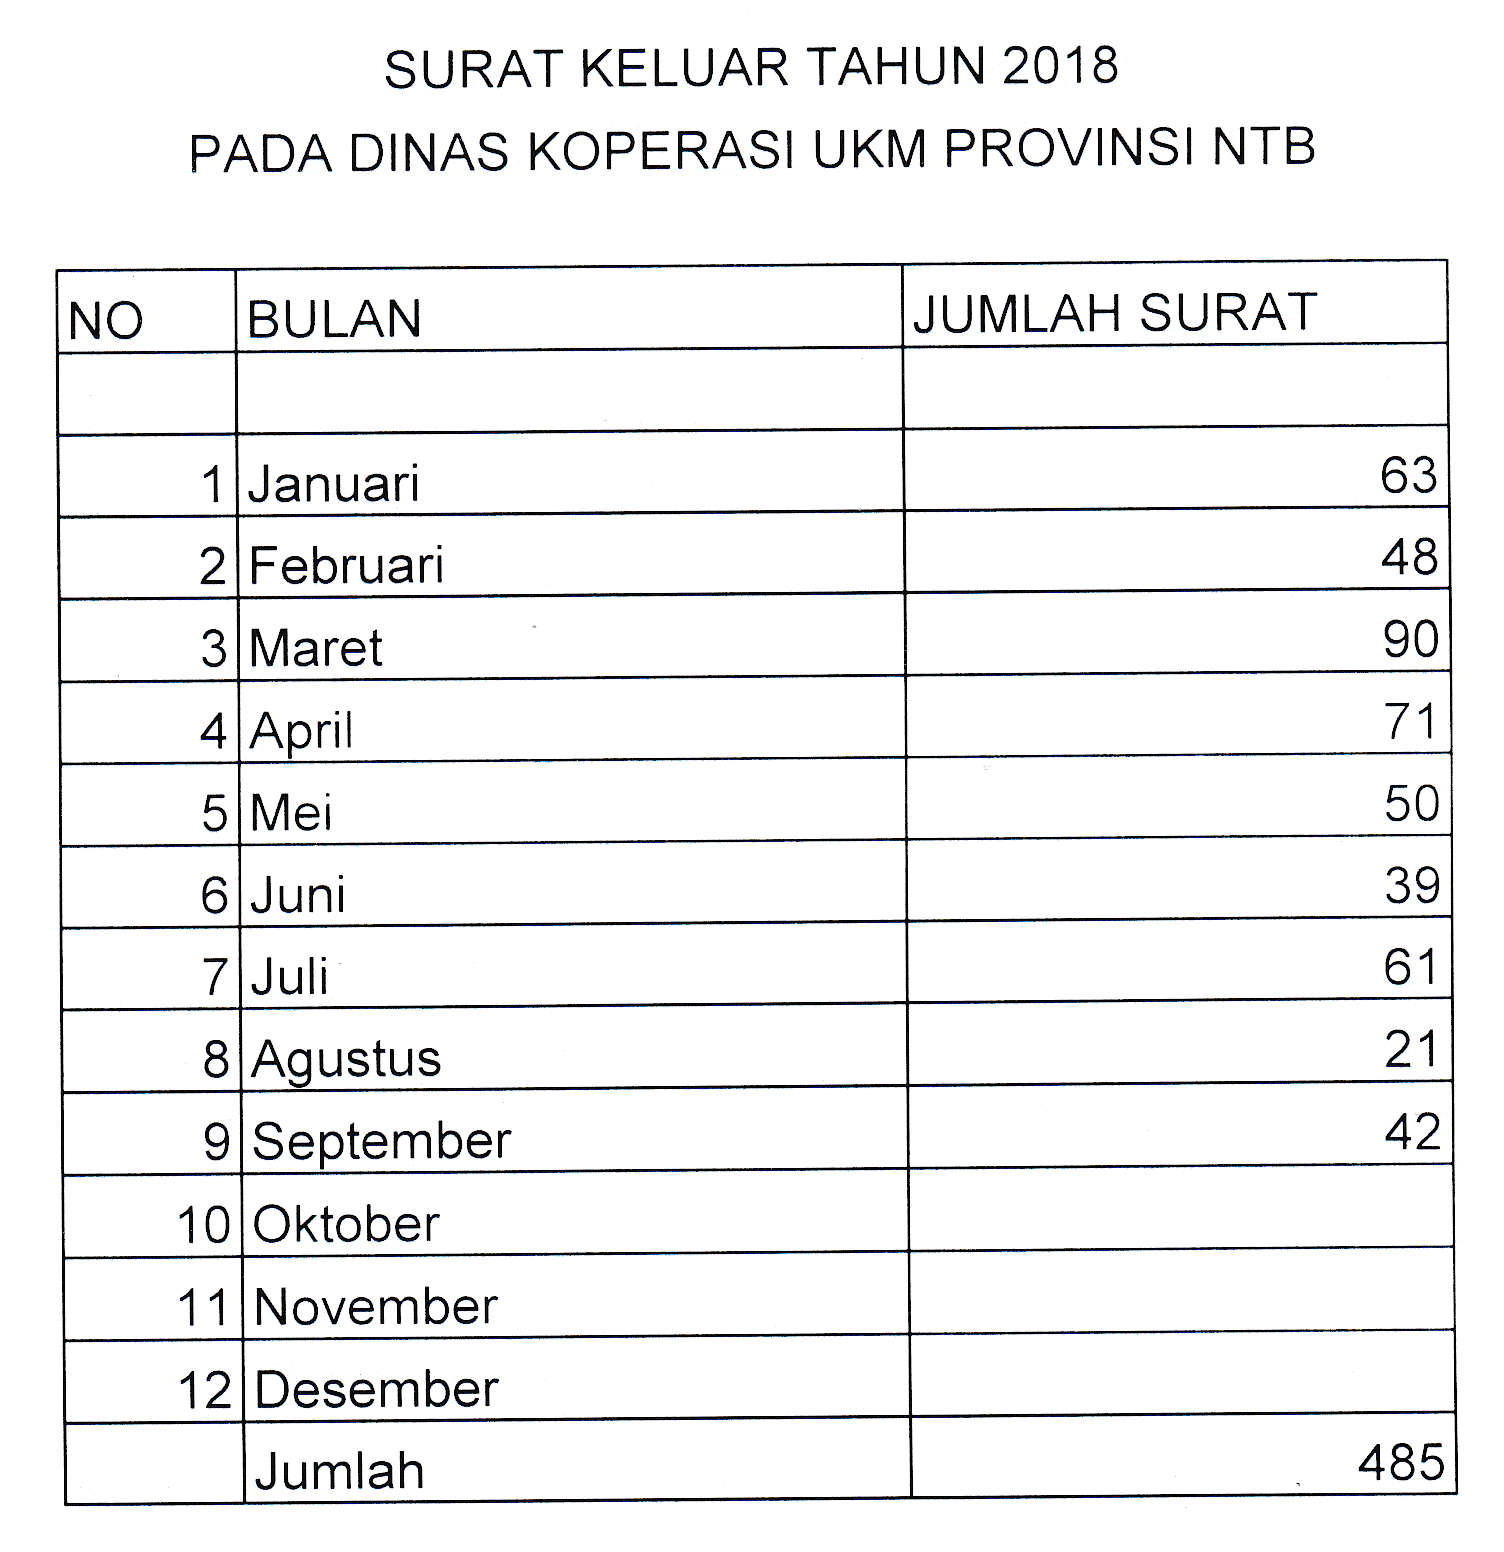 SURAT KELUAR TAHUN 2018
PADA DINAS KOPERASI UKM PROVINSI NTB
NO BULAN JUMLAH SURAT
1 Januari 63
2 Februari 48
3 Maret 90
4 April 71
5 Mei 50
6 Juni 39
7 Juli 61
8 Agustus 21
9 September 42
10 Oktober
11 November
12 Desember
Jumlah 485